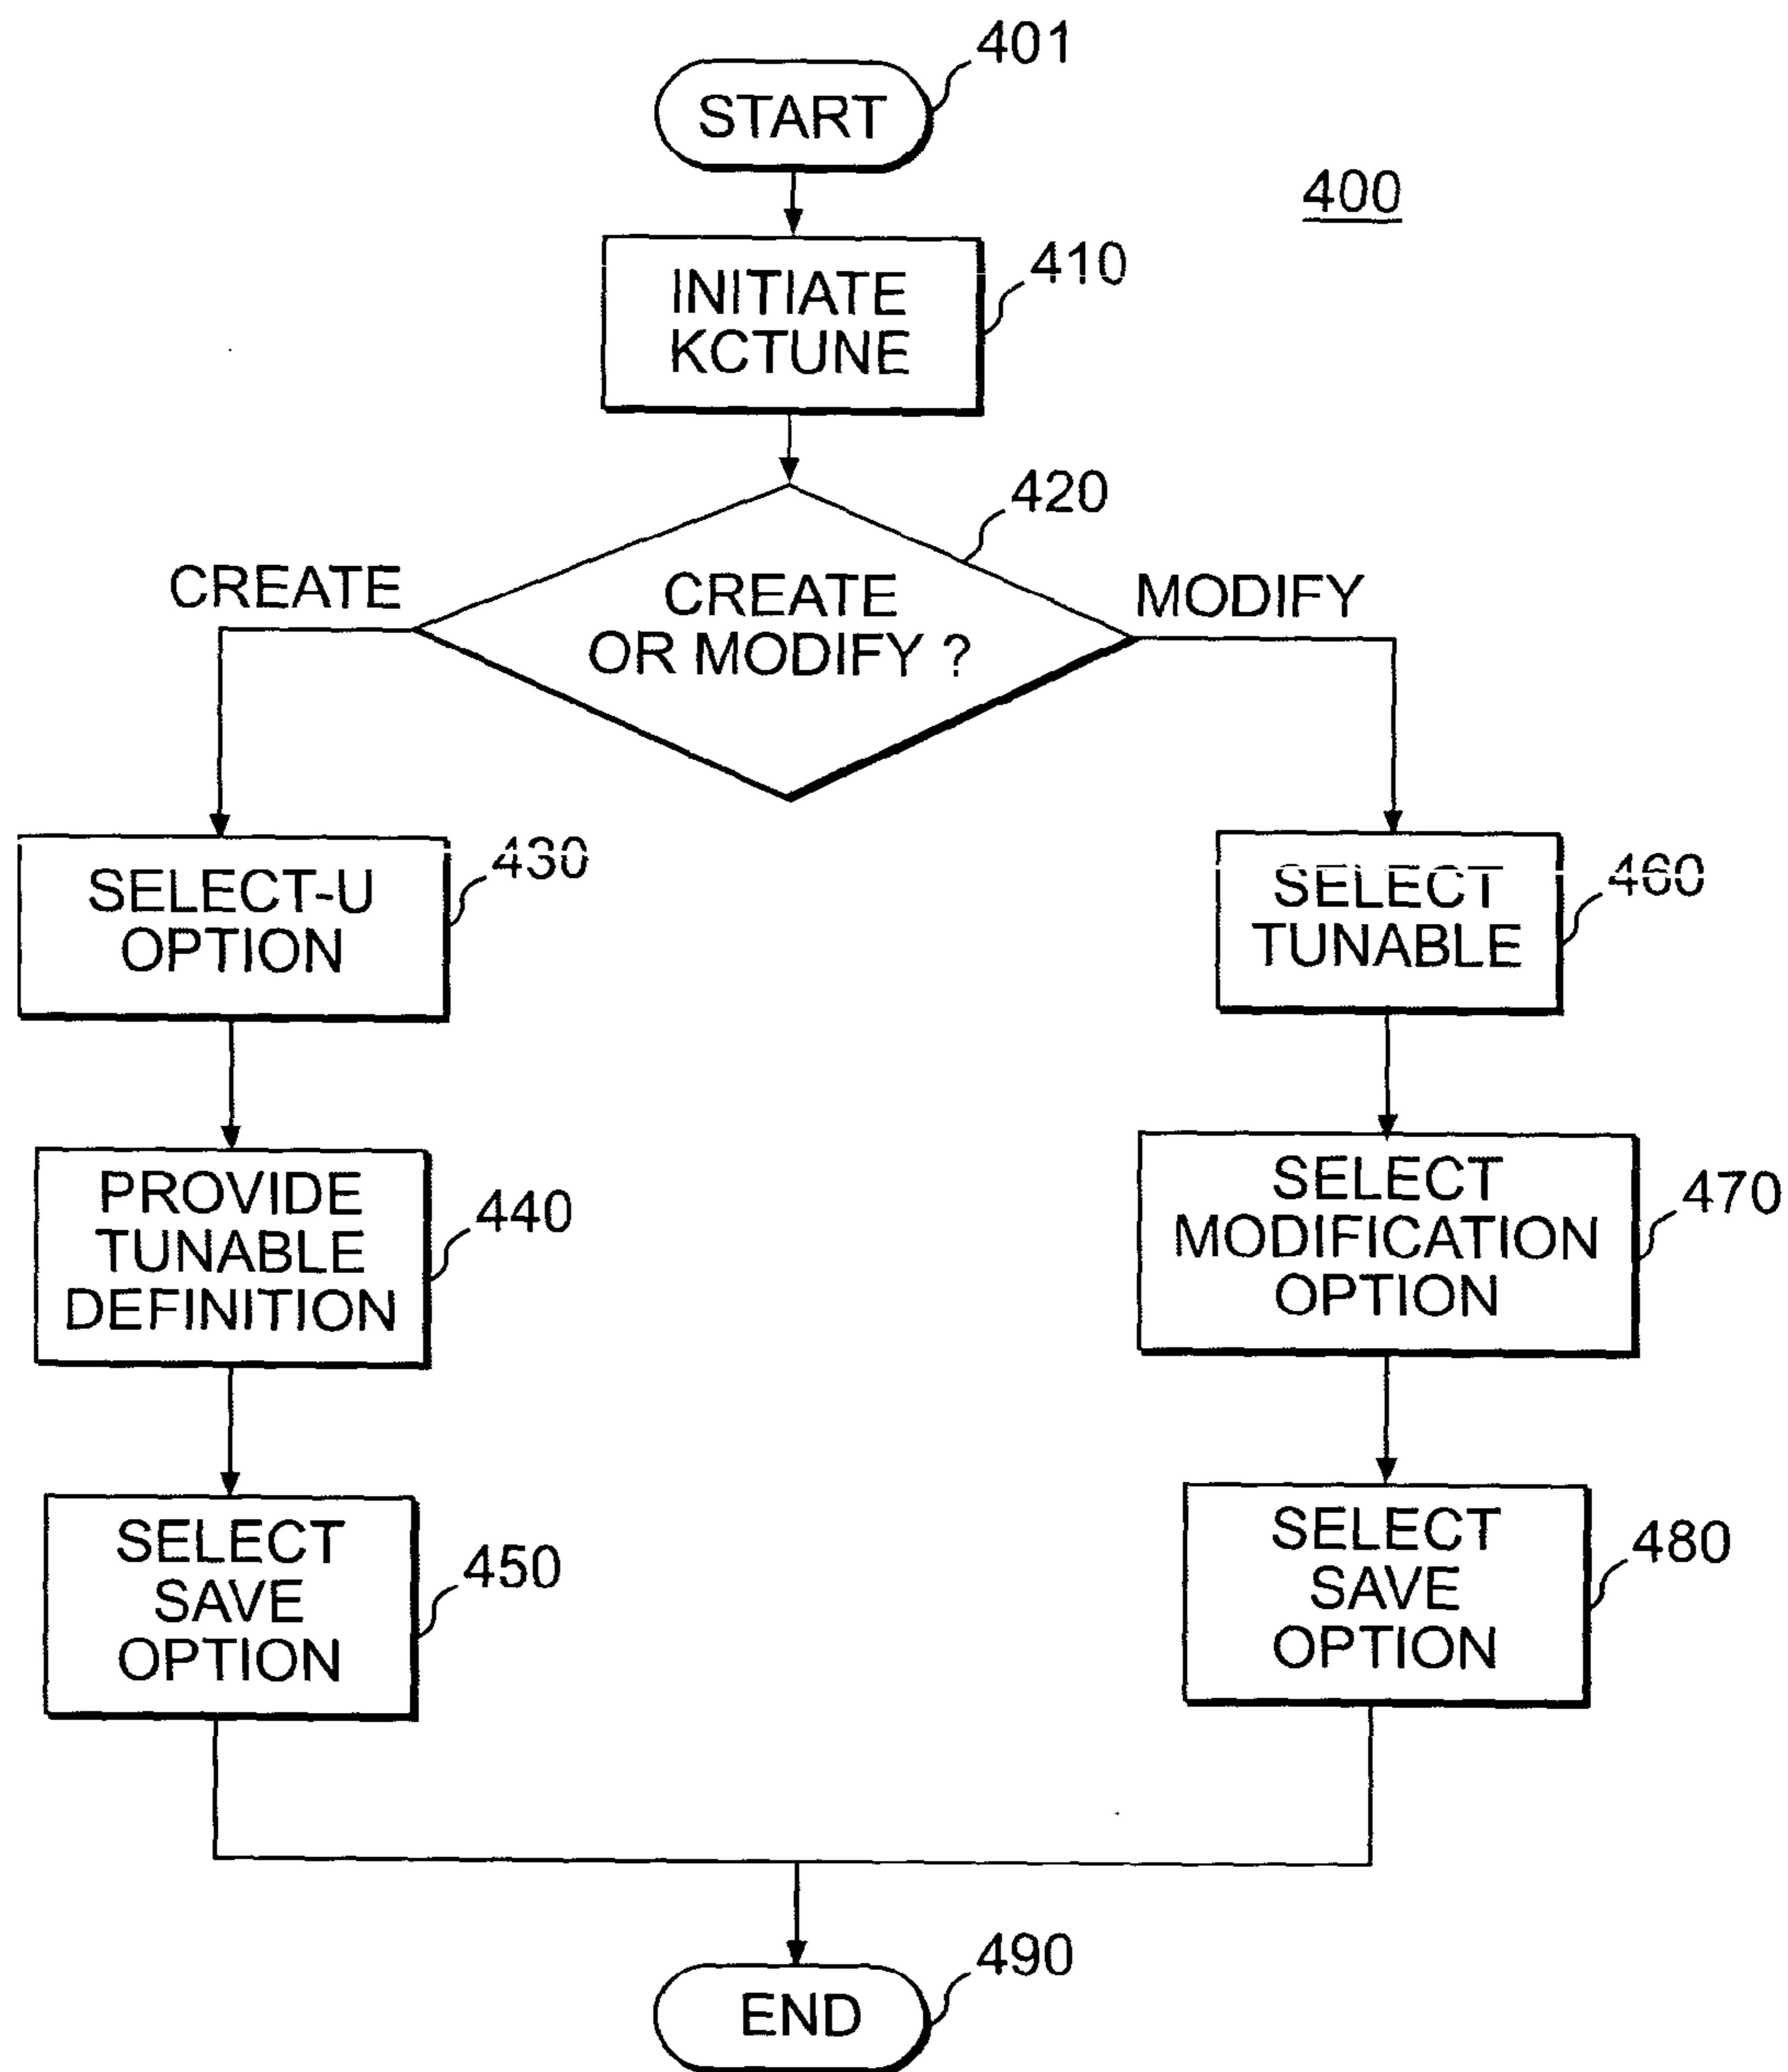 START
401
400
INITIATE
KCTUNE
410
420
CREATE
CREATE
OR MODIFY ?
MODIFY
SELECT-U
OPTION
430
SELECT
TUNABLE
460
PROVIDE
TUNABLE
DEFINITION
440
SELECT
MODIFICATION
OPTION
470
SELECT
SAVE
OPTION
450
SELECT
SAVE
OPTION
480
END
490